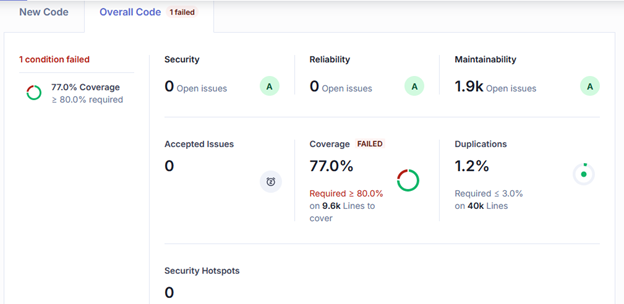 New Code
Overall Code
1 failed
1 condition failed
77.0% Coverage
≥ 80.0% required
Security
0 Open issues
A
Reliability
0 Open issues
A
Maintainability
1.9k Open issues
A
Accepted Issues
0
Coverage FAILED
77.0%
Required ≥ 80.0%
on 9.6k Lines to
cover
Duplications
1.2%
Required ≤ 3.0%
on 40k Lines
Security Hotspots
0